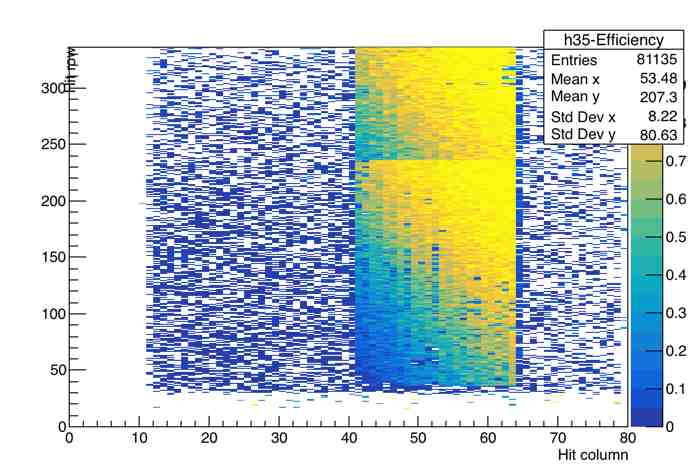 h35-Efficiency
Entries 81135
Mean x 53.48
Mean y 207.3
Std Dev x 8.22
Std Dev y 80.63
300
250
200
150
100
50
0
0 10 20 30 40 50 60 70 80
Hit column
0.7
0.6
0.5
0.4
0.3
0.2
0.1
0